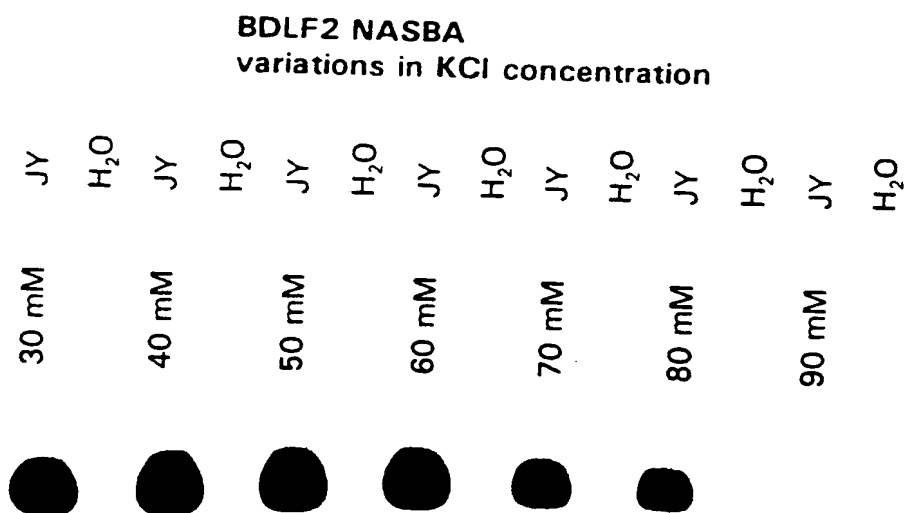 BDLF2 NASBA
variations in KCl concentration
JY H₂O JY H₂O JY H₂O JY H₂O JY H₂O JY H₂O JY H₂O
30 mM 40 mM 50 mM 60 mM 70 mM 80 mM 90 mM